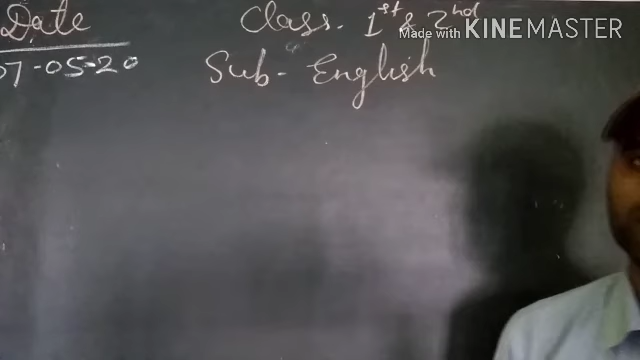 Date
07-05-20
Class. 1st & 2nd
Sub- English
Made with KINEMASTER